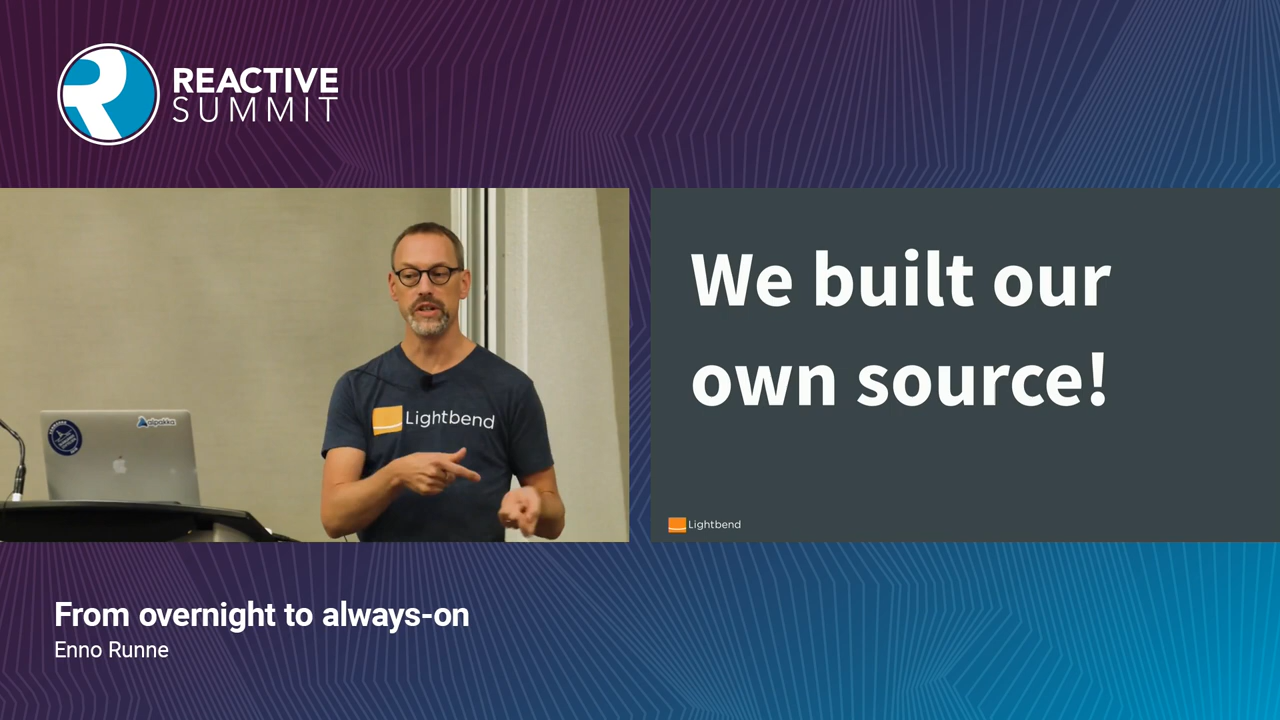 REACTIVE
SUMMIT
We built our
own source!
alpakka
Lightbend
Lightbend
From overnight to always-on
Enno Runne